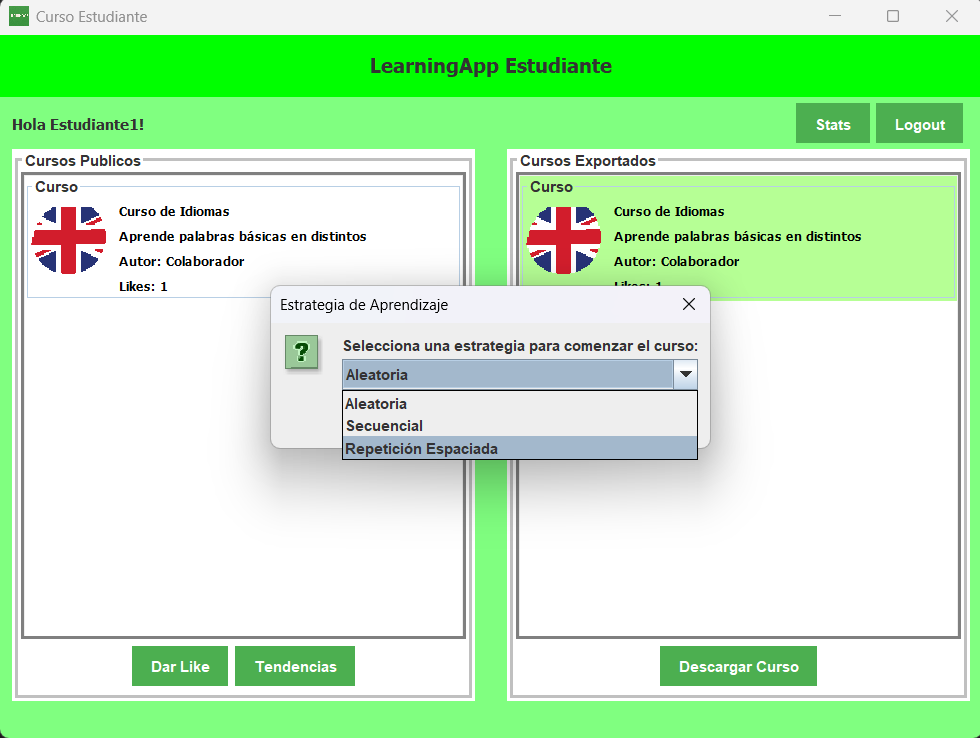 Curso Estudiante
LearningApp Estudiante
Hola Estudiante1!
Stats
Logout
Cursos Publicos
Curso
Curso de Idiomas
Aprende palabras básicas en distintos
Autor: Colaborador
Likes: 1
Cursos Exportados
Curso
Curso de Idiomas
Aprende palabras básicas en distintos
Autor: Colaborador
Likes: 1
Estrategia de Aprendizaje
?
Selecciona una estrategia para comenzar el curso:
Aleatoria
Aleatoria
Secuencial
Repetición Espaciada
Dar Like
Tendencias
Descargar Curso